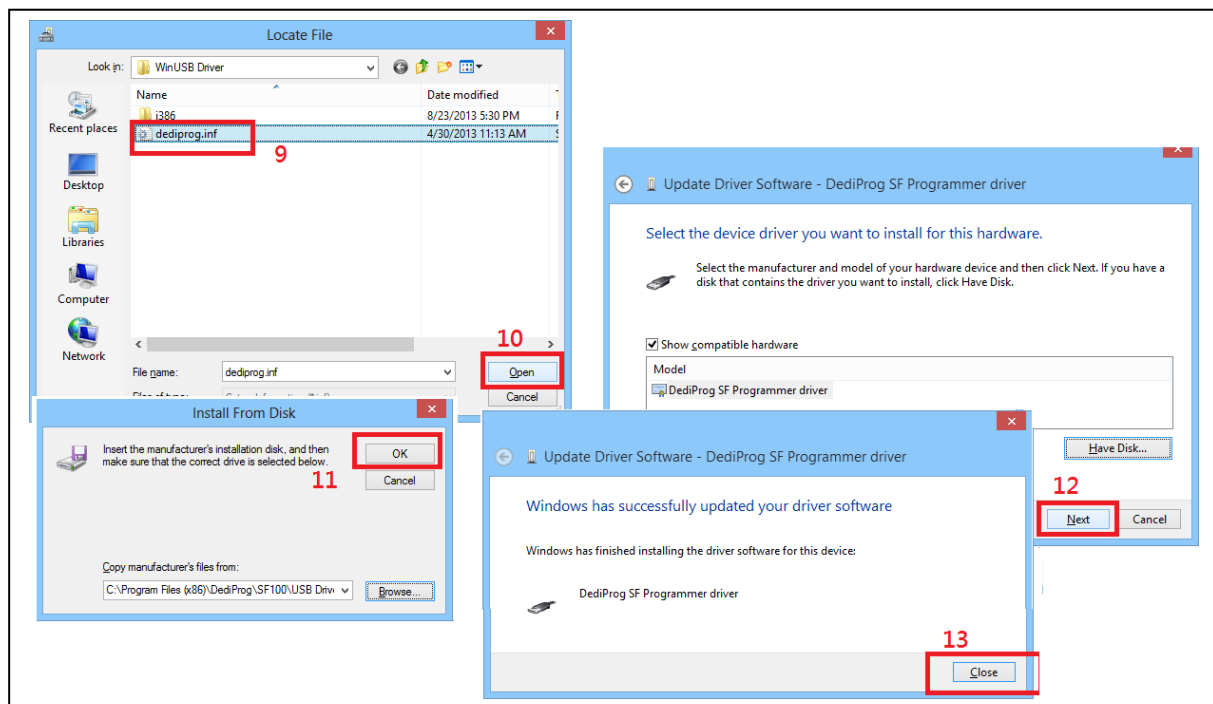 Locate File
Look in:
WinUSB Driver
Name
Date modified
i386
8/23/2013 5:30 PM
dediprog.inf
4/30/2013 11:13 AM
9
Recent places
Desktop
Libraries
Computer
Network
10
File name:
dediprog.inf
Open
Cancel
Install From Disk
Insert the manufacturer's installation disk, and then
make sure that the correct drive is selected below.
OK
11
Cancel
Copy manufacturer's files from:
C:\Program Files (x86)\DediProg\SF100\USB Driv
Browse...
Update Driver Software - DediProg SF Programmer driver
Select the device driver you want to install for this hardware.
Select the manufacturer and model of your hardware device and then click Next. If you have a
disk that contains the driver you want to install, click Have Disk.
Show compatible hardware
Model
DediProg SF Programmer driver
Have Disk...
12
Next
Cancel
Update Driver Software - DediProg SF Programmer driver
Windows has successfully updated your driver software
Windows has finished installing the driver software for this device:
DediProg SF Programmer driver
13
Close